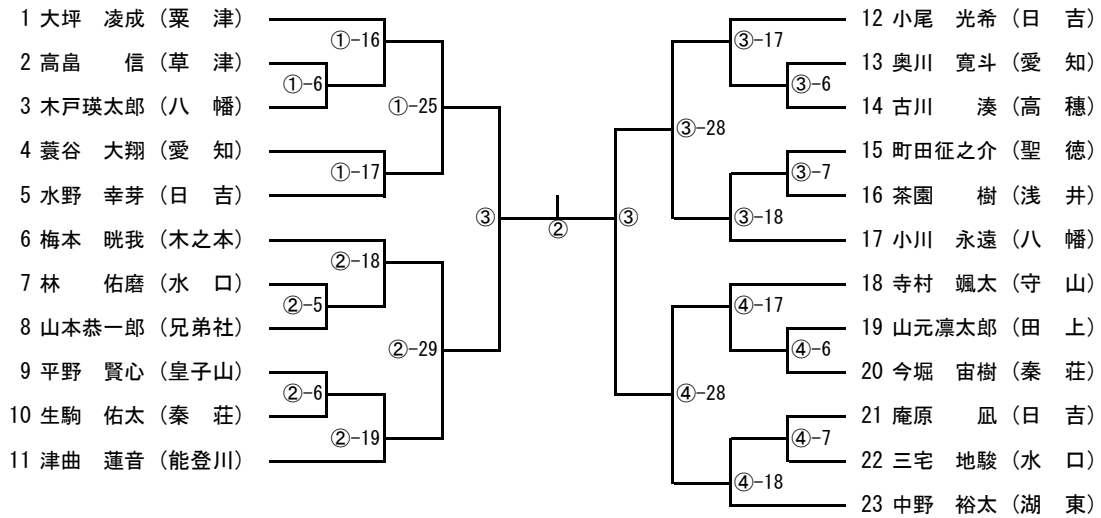 1 大坪　凌成（粟　津）
2 高畠　　信（草　津）
3 木戸瑛太郎（八　幡）
4 蓑谷　大翔（愛　知）
5 水野　幸芽（日　吉）
6 梅本　晄我（木之本）
7 林　　佑磨（水　口）
8 山本恭一郎（兄弟社）
9 平野　賢心（皇子山）
10 生駒　佑太（秦　荘）
11 津曲　蓮音（能登川）
①-16
①-6
①-25
①-17
③
②-18
②-5
②-29
②-6
②-19
②
12 小尾　光希（日　吉）
13 奥川　寛斗（愛　知）
14 古川　　湊（高　穂）
15 町田征之介（聖　徳）
16 茶園　　樹（浅　井）
17 小川　永遠（八　幡）
18 寺村　颯太（守　山）
19 山元凛太郎（田　上）
20 今堀　宙樹（秦　荘）
21 庵原　　凪（日　吉）
22 三宅　地駿（水　口）
23 中野　裕太（湖　東）
③-17
③-6
③-28
③-7
③-18
③
④-17
④-6
④-28
④-7
④-18